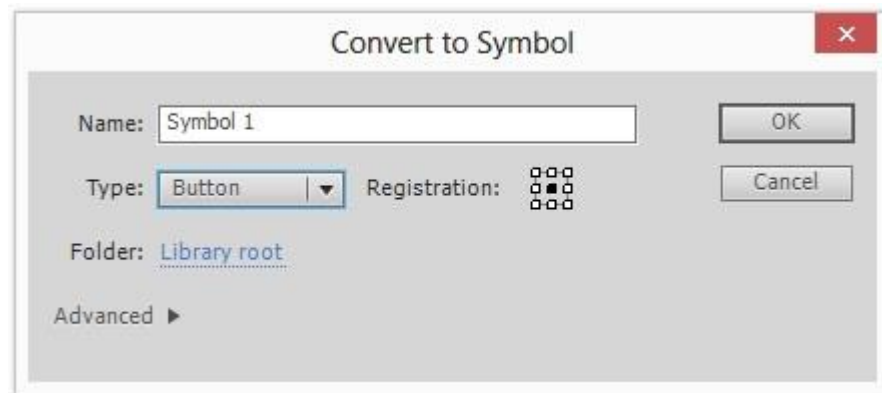 Convert to Symbol
Name: Symbol 1 OK
Type: Button Registration: Cancel
Folder: Library root
Advanced